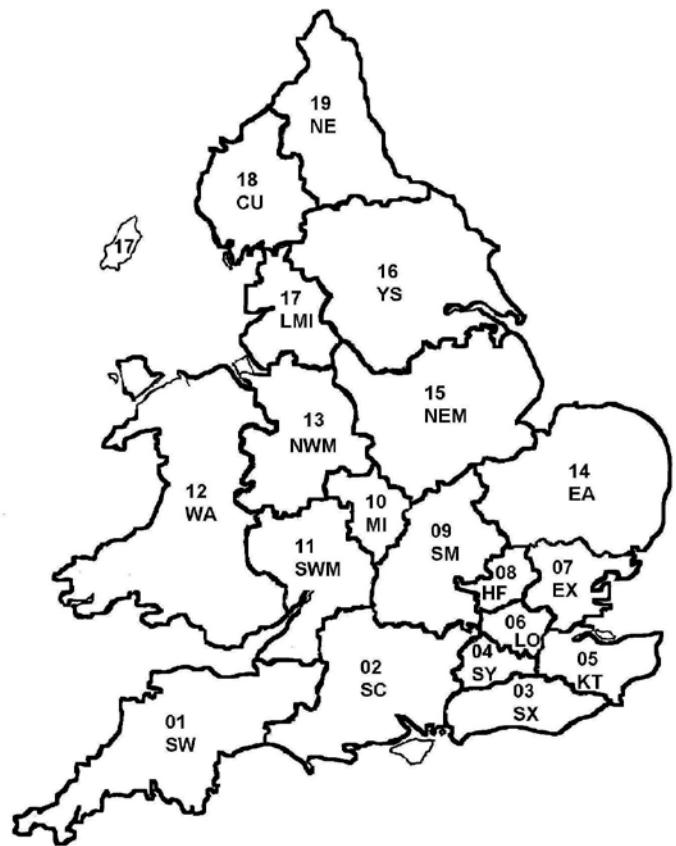 19
NE
18
CU
17
16
YS
17
LMI
15
NEM
13
NWM
14
EA
12
WA
10
MI
09
SM
11
SWM
08
HF
07
EX
06
LO
04
SY
05
KT
02
SC
03
SX
01
SW